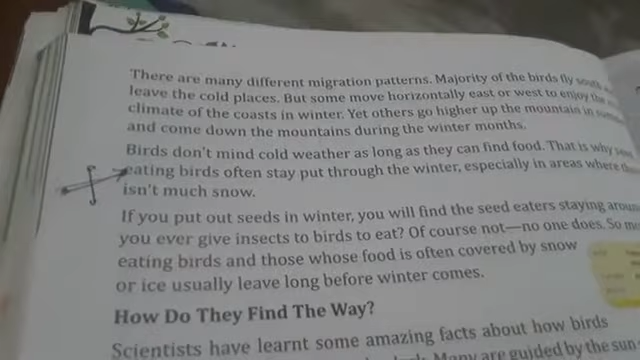 There are many different migration patterns. Majority of the birds fly south
leave the cold places. But some move horizontally east or west to enjoy the
climate of the coasts in winter. Yet others go higher up the mountain in
and come down the mountains during the winter months.
Birds don't mind cold weather as long as they can find food. That is why
eating birds often stay put through the winter, especially in areas where
isn't much snow.
If you put out seeds in winter, you will find the seed eaters staying
you ever give insects to birds to eat? Of course not—no one does. So
eating birds and those whose food is often covered by snow
or ice usually leave long before winter comes.
How Do They Find The Way?
Scientists have learnt some amazing facts about how birds
Many are guided by the sun